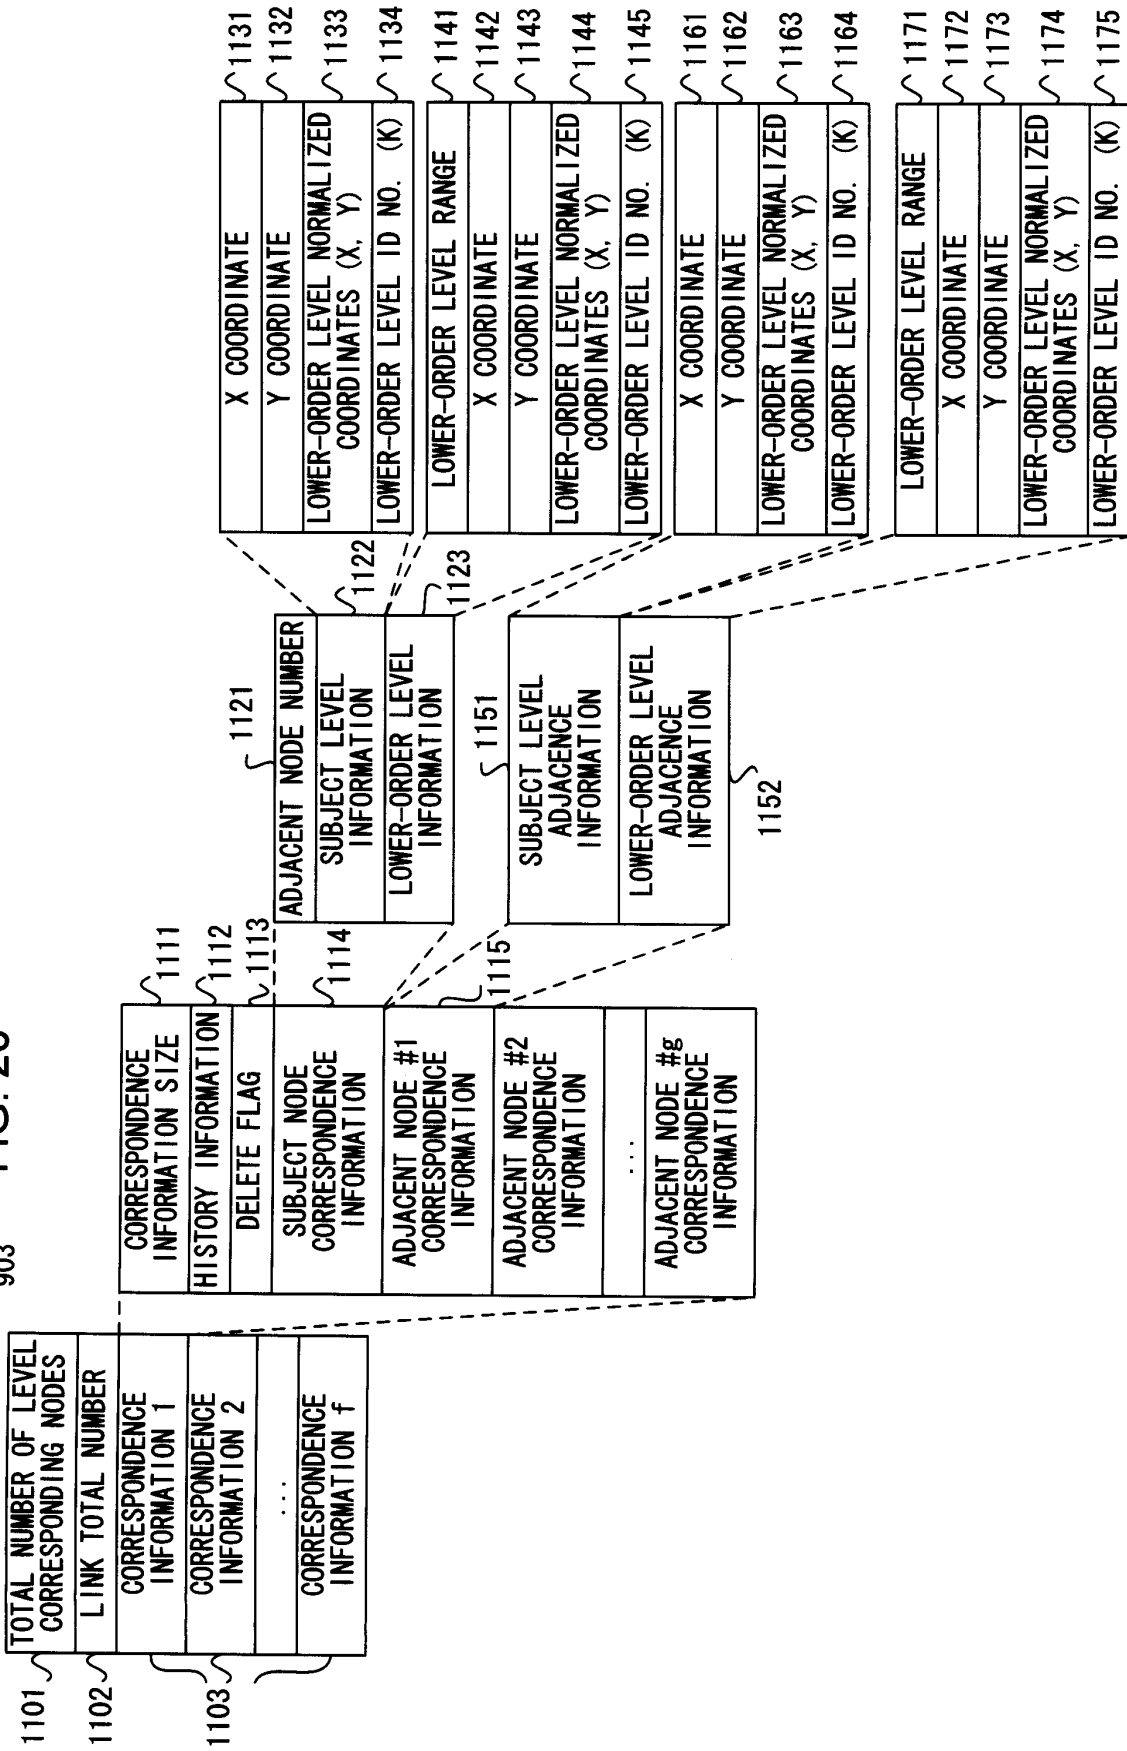 903
FIG. 26
1101
TOTAL NUMBER OF LEVEL
CORRESPONDING NODES
1102
LINK TOTAL NUMBER
1103
CORRESPONDENCE
INFORMATION 1
CORRESPONDENCE
INFORMATION 2
...
CORRESPONDENCE
INFORMATION f
CORRESPONDENCE
INFORMATION SIZE
1111
HISTORY INFORMATION
1112
DELETE FLAG
1113
SUBJECT NODE
CORRESPONDENCE
INFORMATION
1114
ADJACENT NODE #1
CORRESPONDENCE
INFORMATION
1115
ADJACENT NODE #2
CORRESPONDENCE
INFORMATION
...
ADJACENT NODE #g
CORRESPONDENCE
INFORMATION
1121
ADJACENT NODE NUMBER
SUBJECT LEVEL
INFORMATION
1122
LOWER-ORDER LEVEL
INFORMATION
1123
1151
SUBJECT LEVEL
ADJACENCE
INFORMATION
LOWER-ORDER LEVEL
ADJACENCE
INFORMATION
1152
X COORDINATE
1131
Y COORDINATE
1132
LOWER-ORDER LEVEL NORMALIZED
COORDINATES (X, Y)
1133
LOWER-ORDER LEVEL ID NO. (K)
1134
LOWER-ORDER LEVEL RANGE
1141
X COORDINATE
1142
Y COORDINATE
1143
LOWER-ORDER LEVEL NORMALIZED
COORDINATES (X, Y)
1144
LOWER-ORDER LEVEL ID NO. (K)
1145
X COORDINATE
1161
Y COORDINATE
1162
LOWER-ORDER LEVEL NORMALIZED
COORDINATES (X, Y)
1163
LOWER-ORDER LEVEL ID NO. (K)
1164
LOWER-ORDER LEVEL RANGE
1171
X COORDINATE
1172
Y COORDINATE
1173
LOWER-ORDER LEVEL NORMALIZED
COORDINATES (X, Y)
1174
LOWER-ORDER LEVEL ID NO. (K)
1175